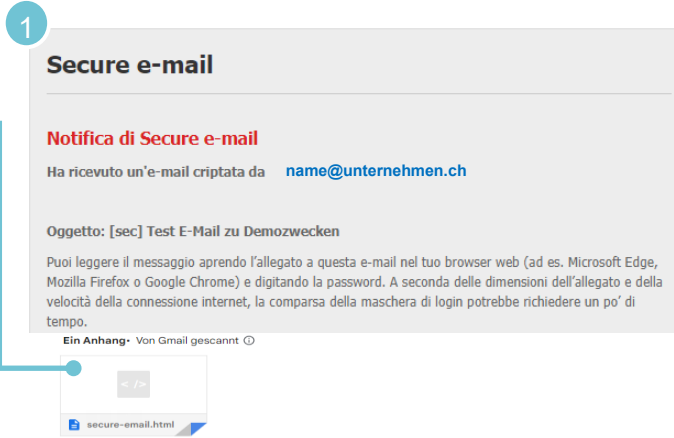 1
Secure e-mail
Notifica di Secure e-mail
Ha ricevuto un'e-mail criptata da name@unternehmen.ch
Oggetto: [sec] Test E-Mail zu Demozwecken
Puoi leggere il messaggio aprendo l'allegato a questa e-mail nel tuo browser web (ad es. Microsoft Edge,
Mozilla Firefox o Google Chrome) e digitando la password. A seconda delle dimensioni dell'allegato e della
velocità della connessione internet, la comparsa della maschera di login potrebbe richiedere un po' di
tempo.
Ein Anhang • Von Gmail gescannt
< />
secure-email.html